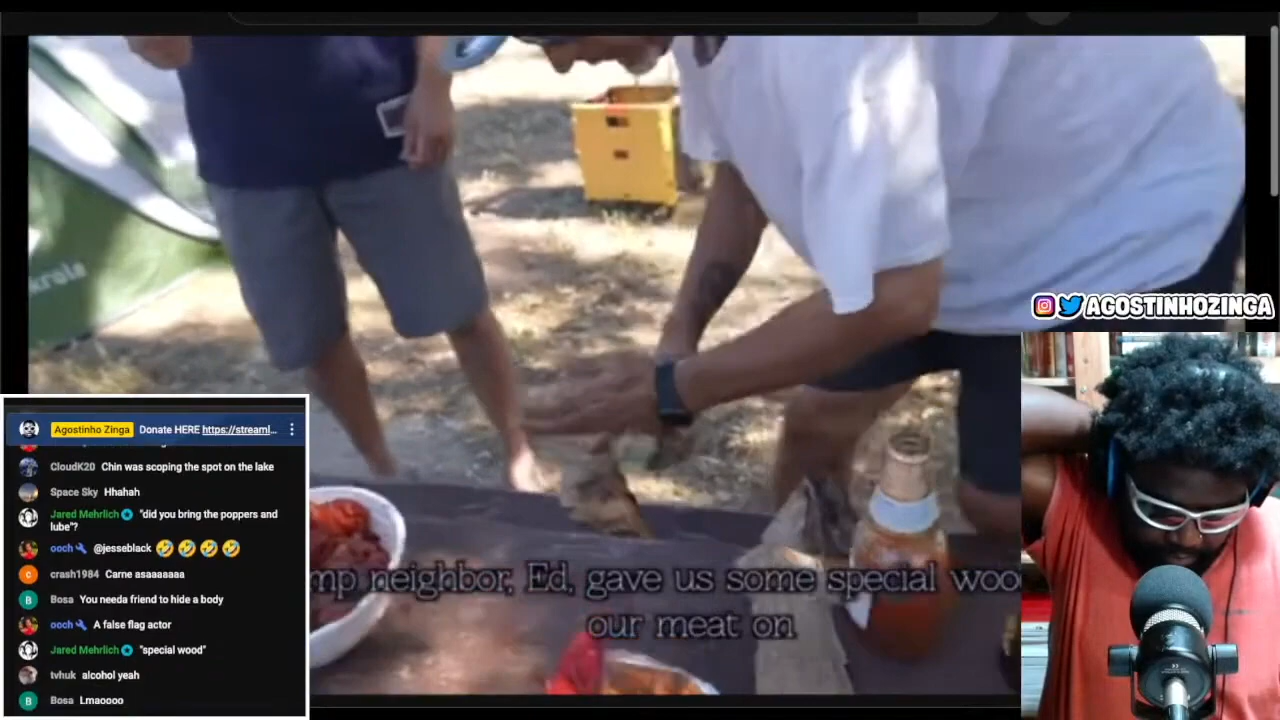 krola
AGOSTINHOZINGA
Agostinho Zinga Donate HERE https://streaml...
CloudK20 Chin was scoping the spot on the lake
Space Sky Hhahah
Jared Mehrlich "did you bring the poppers and
lube"?
ooch @jesseblack 🤣 🤣 🤣 🤣
C crash1984 Carne asaaaaaaa
B Bosa You needa friend to hide a body
ooch A false flag actor
Jared Mehrlich "special wood"
tvhuk alcohol yeah
B Bosa Lmaoooo
mp neighbor, Ed, gave us some special woo
our meat on